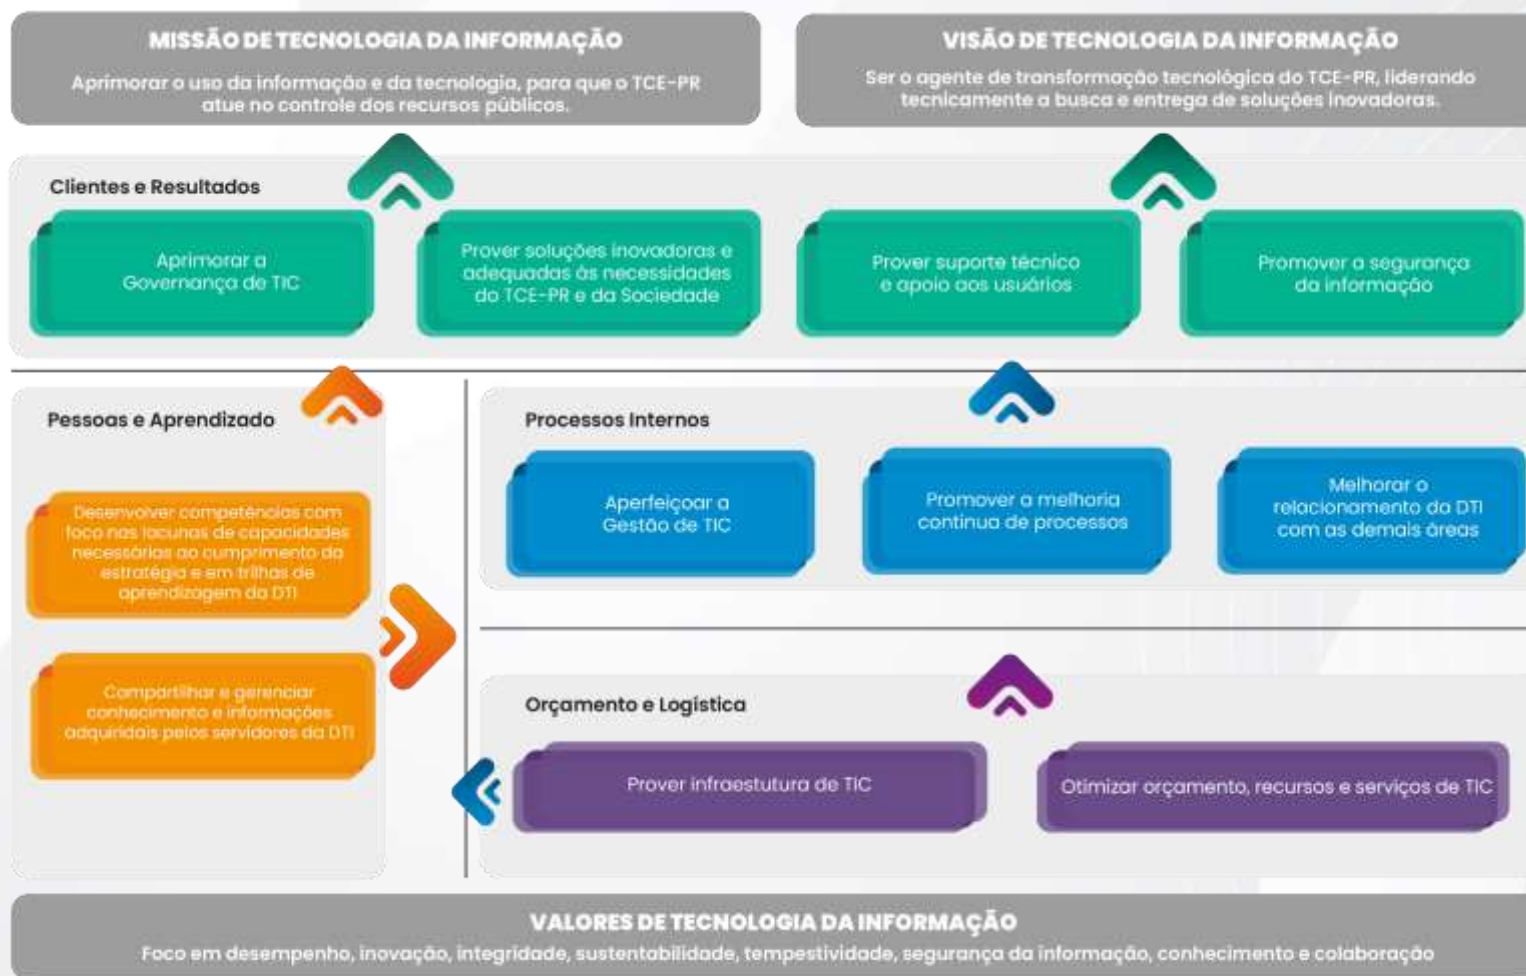 MISSÃO DE TECNOLOGIA DA INFORMAÇÃO
Aprimorar o uso da informação e da tecnologia, para que o TCE-PR
atue no controle dos recursos públicos.
VISÃO DE TECNOLOGIA DA INFORMAÇÃO
Ser o agente de transformação tecnológica do TCE-PR, liderando
tecnicamente a busca e entrega de soluções inovadoras.
Clientes e Resultados
Aprimorar a
Governança de TIC
Prover soluções inovadoras e
adequadas às necessidades
do TCE-PR e da Sociedade
Prover suporte técnico
e apoio aos usuários
Promover a segurança
da informação
Pessoas e Aprendizado
Desenvolver competências com
foco nas lacunas de capacidades
necessárias ao cumprimento da
estratégia e em trilhas de
aprendizagem da DTI
Compartilhar e gerenciar
conhecimento e informações
adquiridais pelos servidores da DTI
Processos Internos
Aperfeiçoar a
Gestão de TIC
Promover a melhoria
contínua de processos
Melhorar o
relacionamento da DTI
com as demais áreas
Orçamento e Logística
Prover infraestutura de TIC
Otimizar orçamento, recursos e serviços de TIC
VALORES DE TECNOLOGIA DA INFORMAÇÃO
Foco em desempenho, inovação, integridade, sustentabilidade, tempestividade, segurança da informação, conhecimento e colaboração